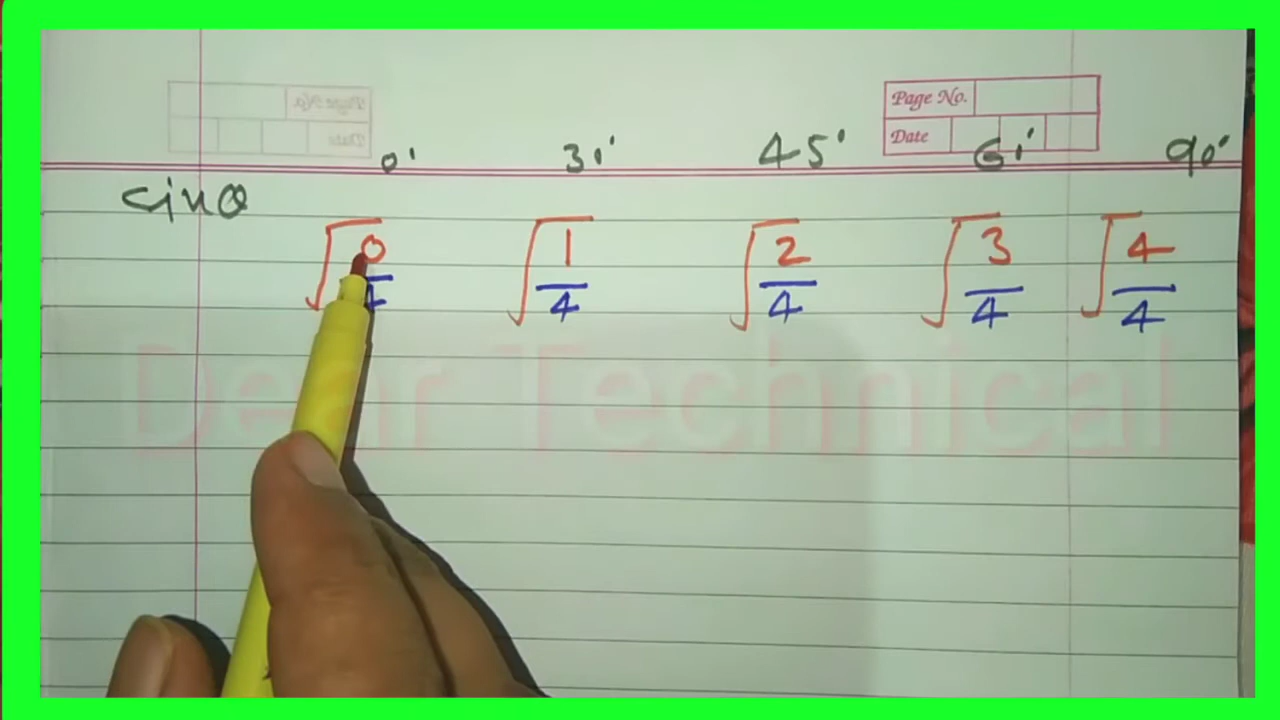 Page No.
Date
0' 30' 45' 60' 90'
sinθ
√0/4 √1/4 √2/4 √3/4 √4/4
Dear Technical